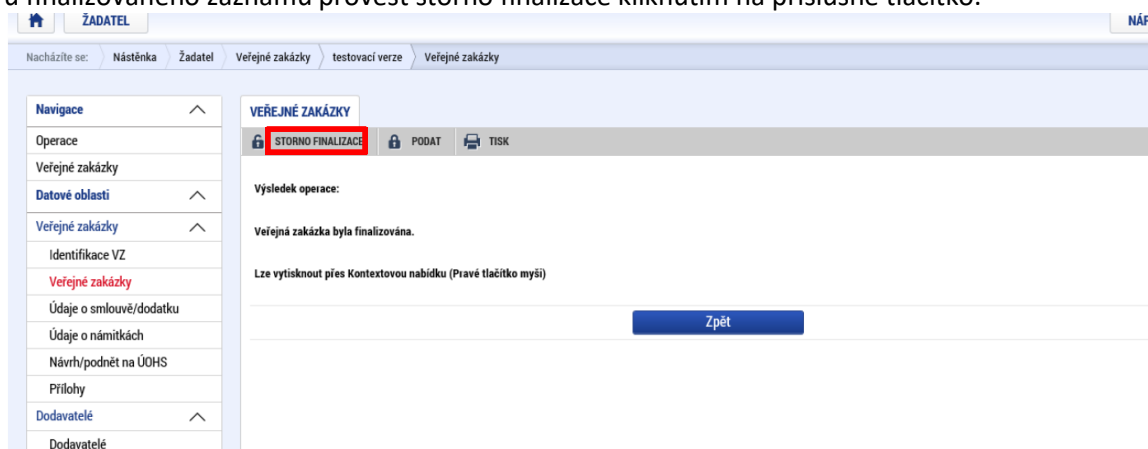 u finalizovaného záznamu provést storno finalizace kliknutím na příslušné tlačítko.
ŽADATEL
Nacházíte se: Nástěnka Žadatel Veřejné zakázky testovací verze Veřejné zakázky
Navigace
Operace
Veřejné zakázky
Datové oblasti
Veřejné zakázky
Identifikace VZ
Veřejné zakázky
Údaje o smlouvě/dodatku
Údaje o námitkách
Návrh/podnět na ÚOHS
Přílohy
Dodavatelé
Dodavatelé
VEŘEJNÉ ZAKÁZKY
STORNO FINALIZACE PODAT TISK
Výsledek operace:
Veřejná zakázka byla finalizována.
Lze vytisknout přes Kontextovou nabídku (Pravé tlačítko myši)
Zpět